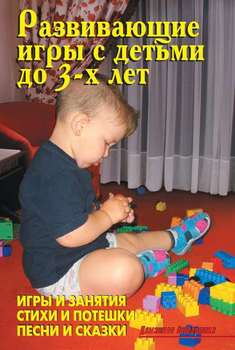 Развивающие
игры с детьми
до 3-х лет
ИГРЫ И ЗАНЯТИЯ
СТИХИ И ПОТЕШКИ
ПЕСНИ И СКАЗКИ